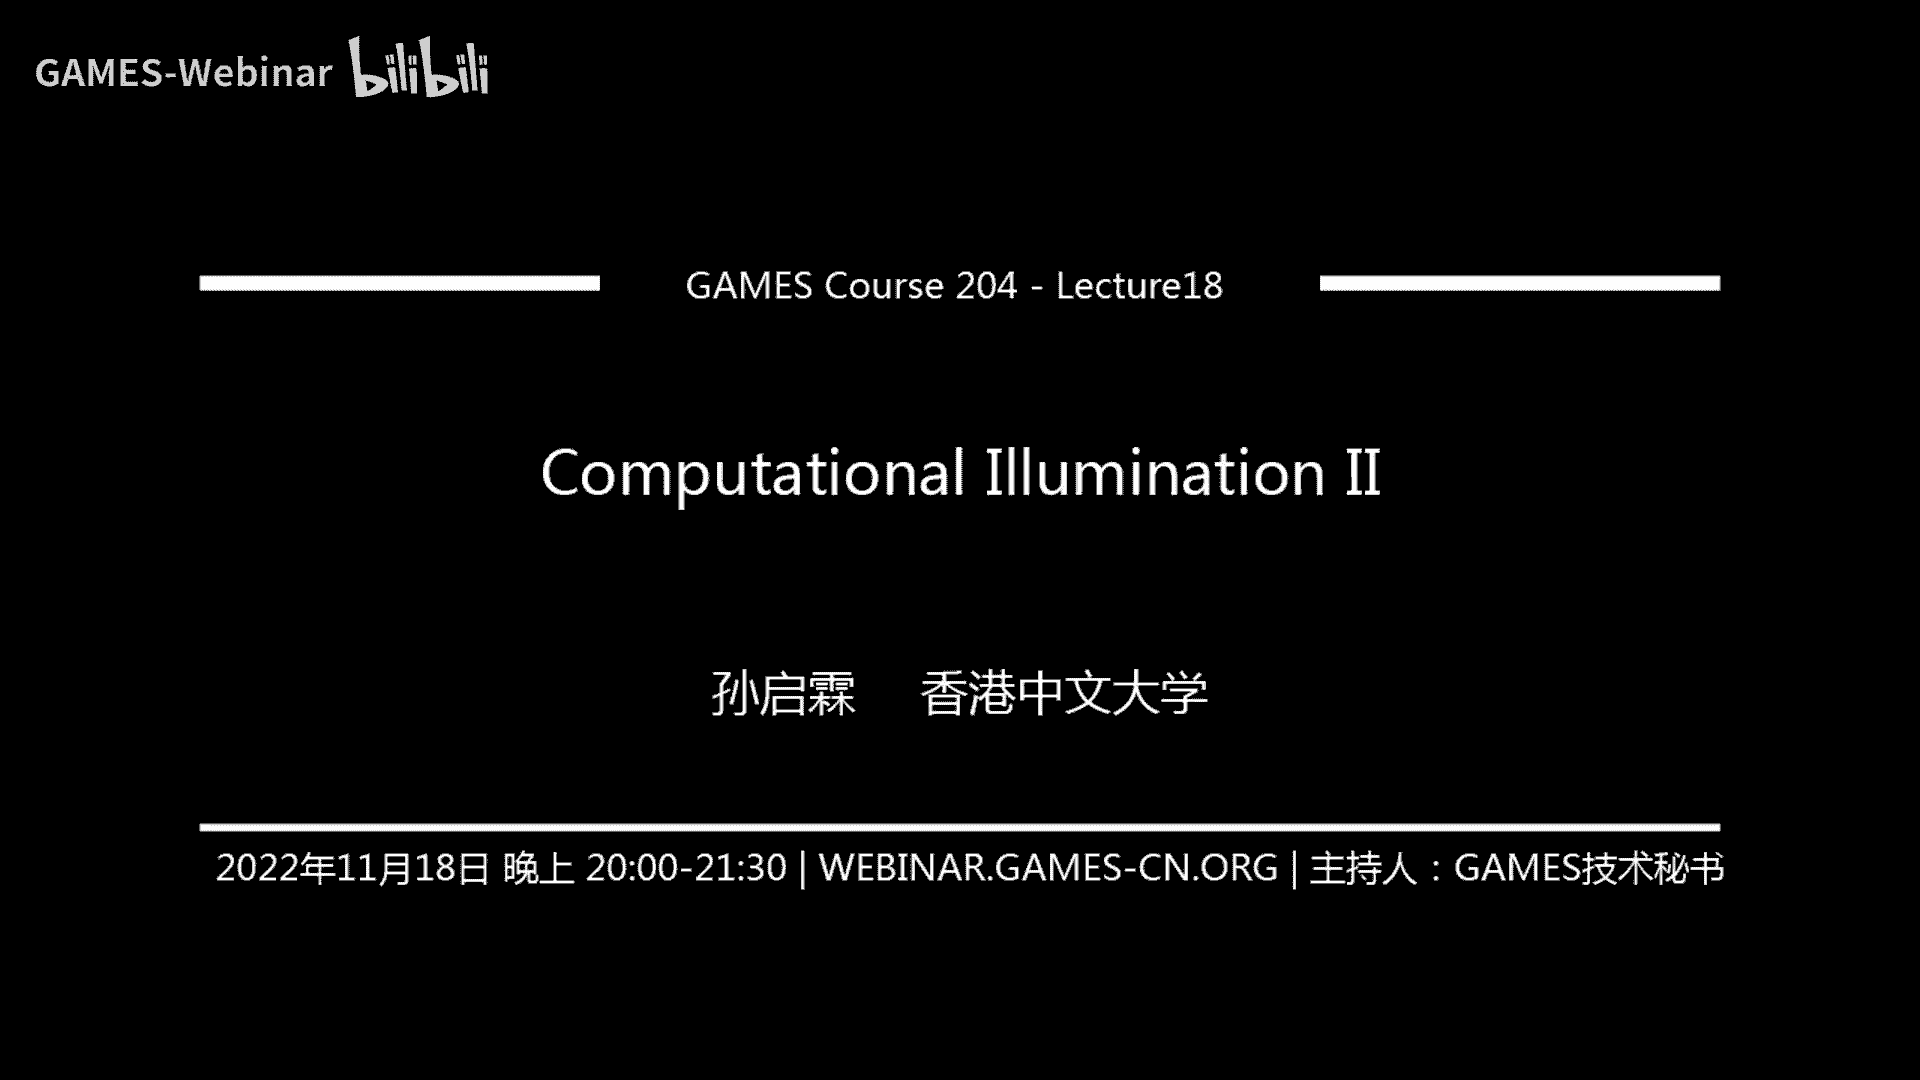 GAMES-Webinar bilibili
GAMES Course 204 - Lecture18
Computational Illumination II
孙启霖 香港中文大学
2022年11月18日 晚上 20:00-21:30 | WEBINAR.GAMES-CN.ORG | 主持人：GAMES技术秘书